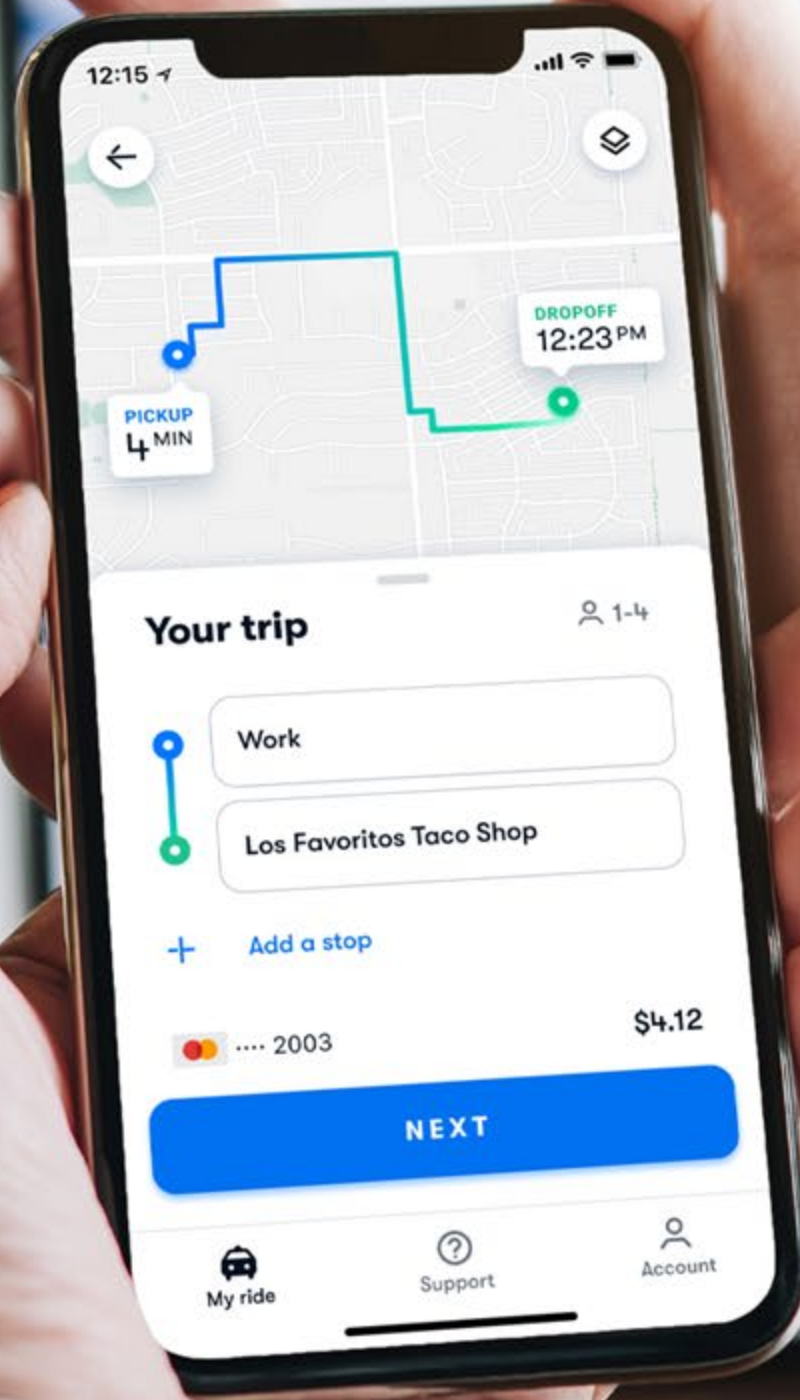 12:15
DROPOFF
12:23 PM
PICKUP
4 MIN
Your trip
1-4
Work
Los Favoritos Taco Shop
+ Add a stop
···· 2003
$4.12
NEXT
My ride
Support
Account